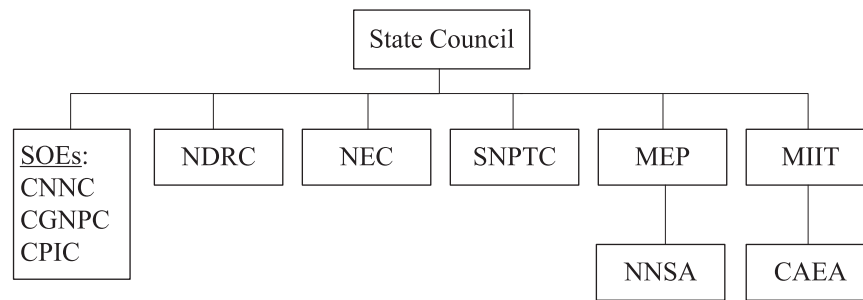 State Council
SOEs:
CNNC
CGNPC
CPIC
NDRC
NEC
SNPTC
MEP
MIIT
NNSA
CAEA